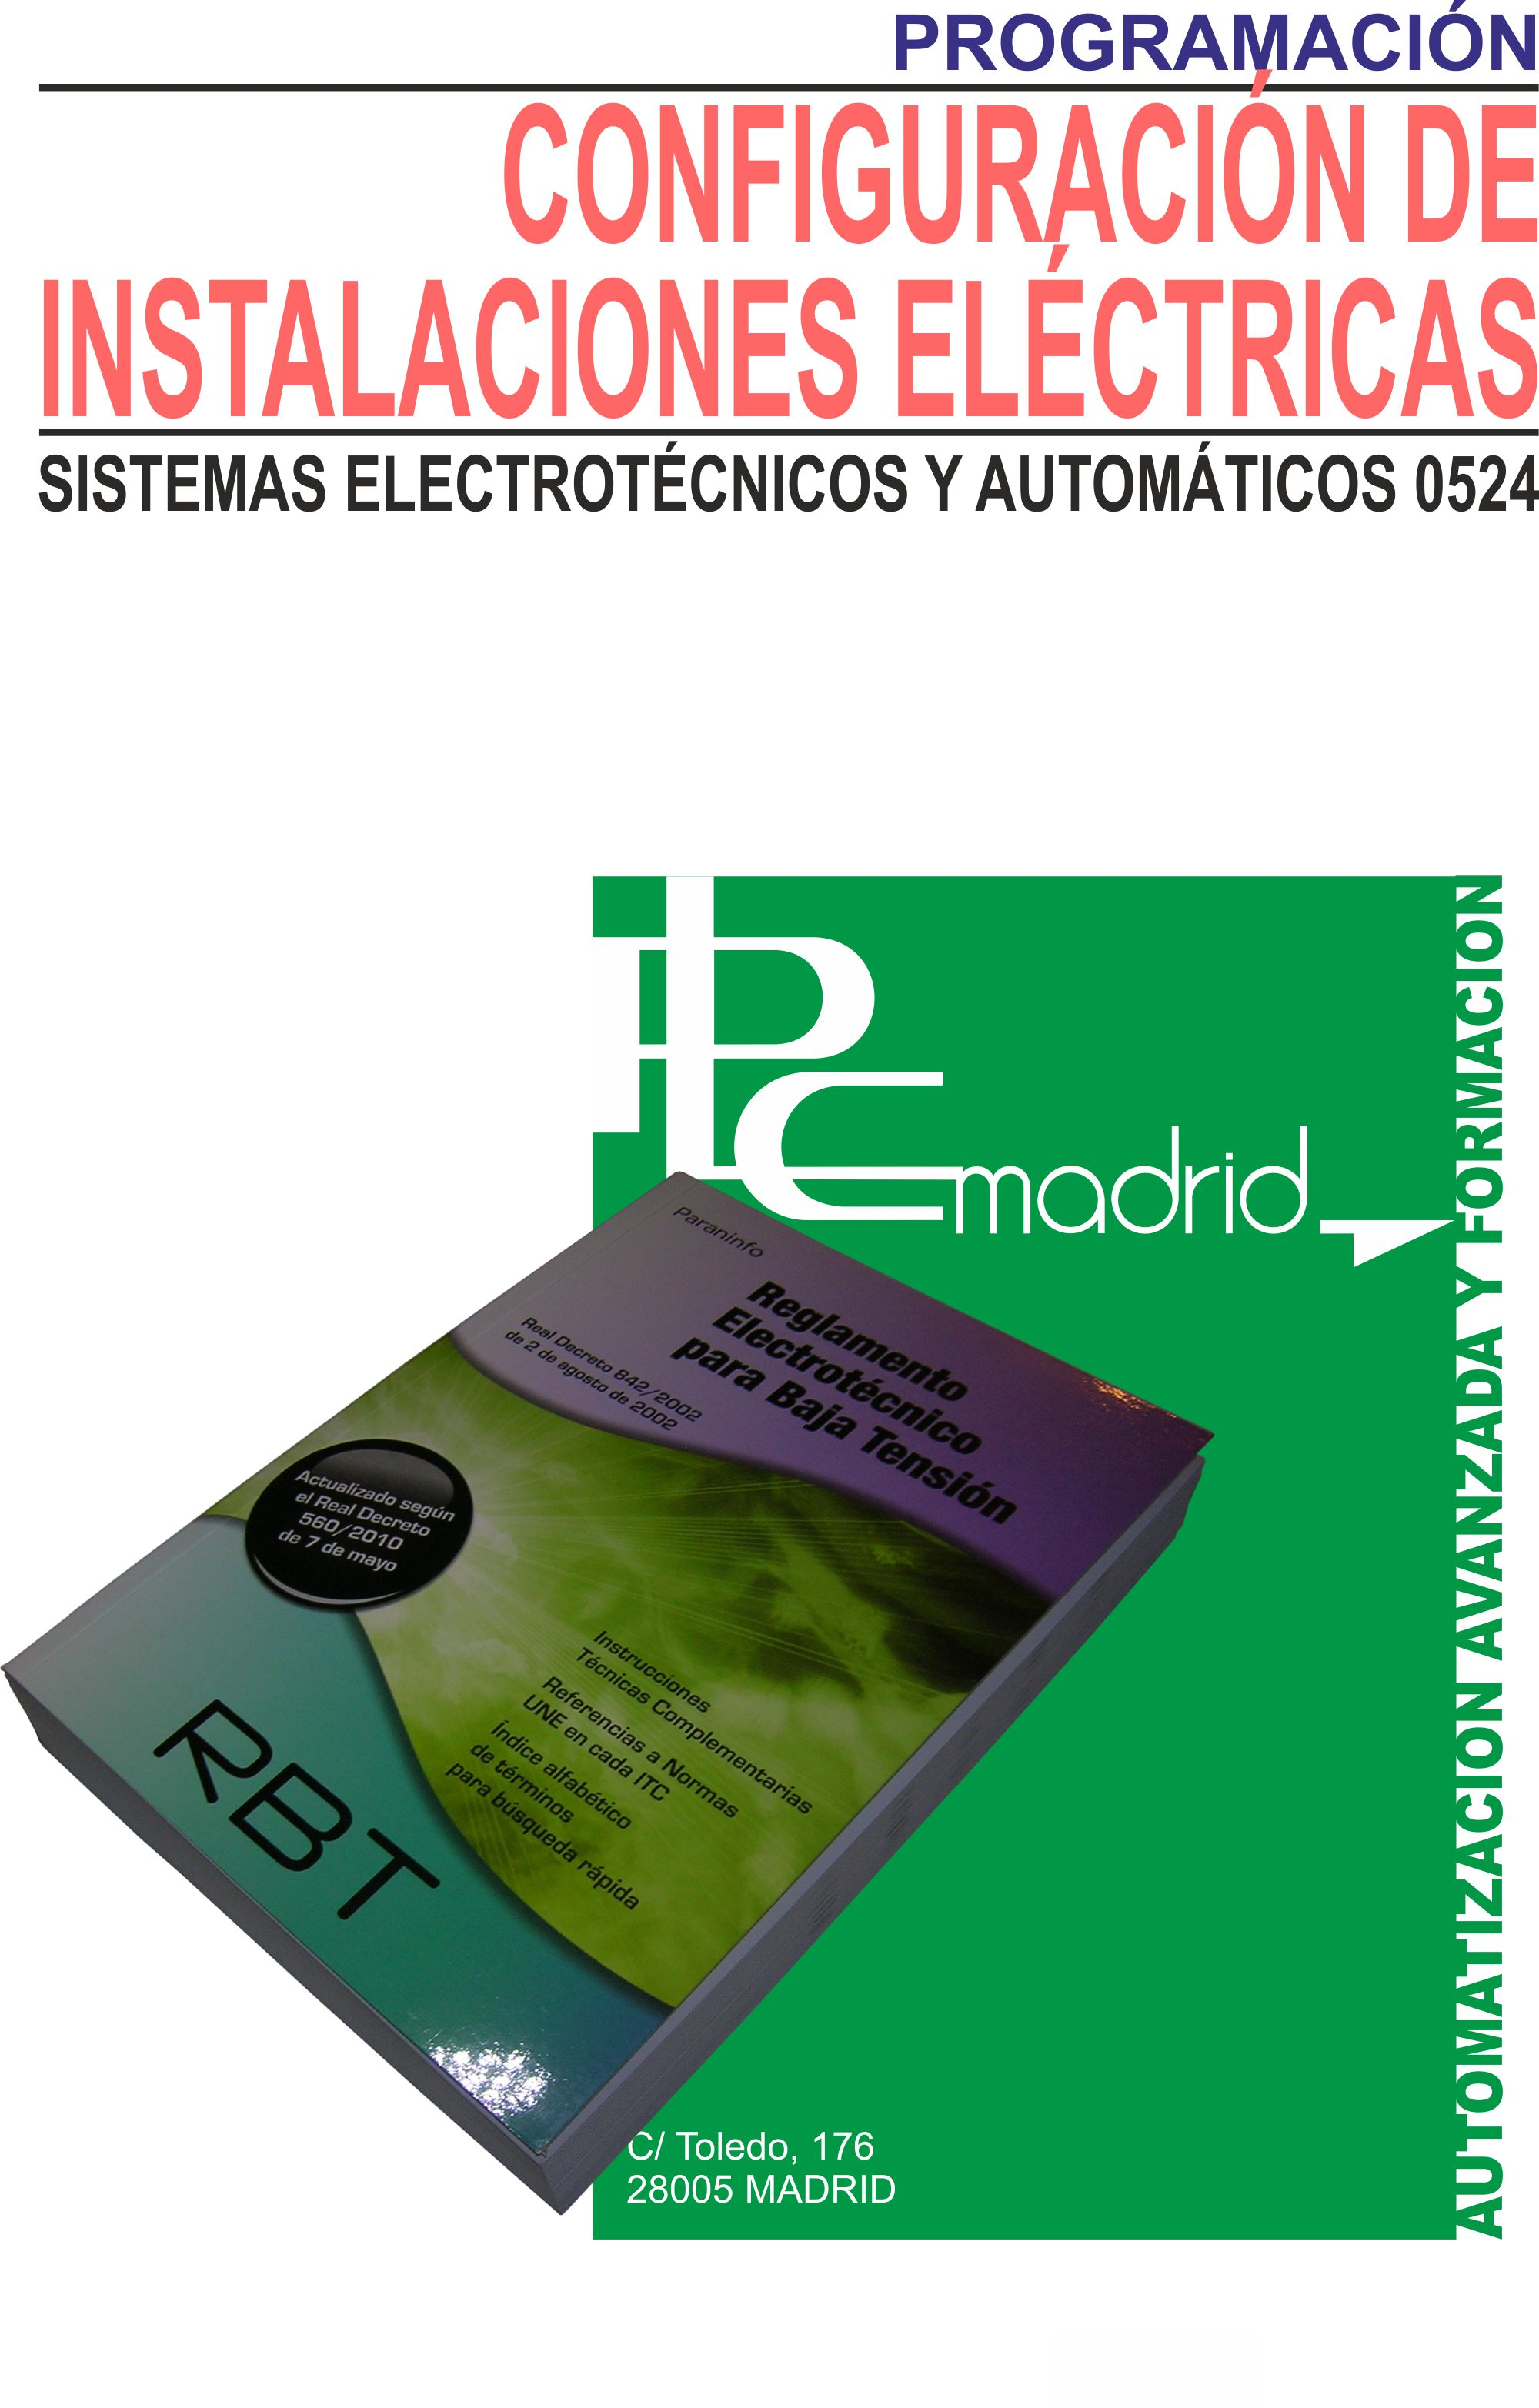 PROGRAMACIÓN
CONFIGURACIÓN DE
INSTALACIONES ELÉCTRICAS
SISTEMAS ELECTROTÉCNICOS Y AUTOMÁTICOS 0524
PC
madrid
AUTOMATIZACION AVANZADA Y FORMACION
Paraninfo
Reglamento
Electrotécnico
para Baja Tensión
Real Decreto 842/2002
de 2 de agosto de 2002
Actualizado según
el Real Decreto
560/2010
de 7 de mayo
Instrucciones
Técnicas Complementarias
Referencias a Normas
UNE en cada ITC
Índice alfabético
de términos
para búsqueda rápida
RBT
C/ Toledo, 176
28005 MADRID